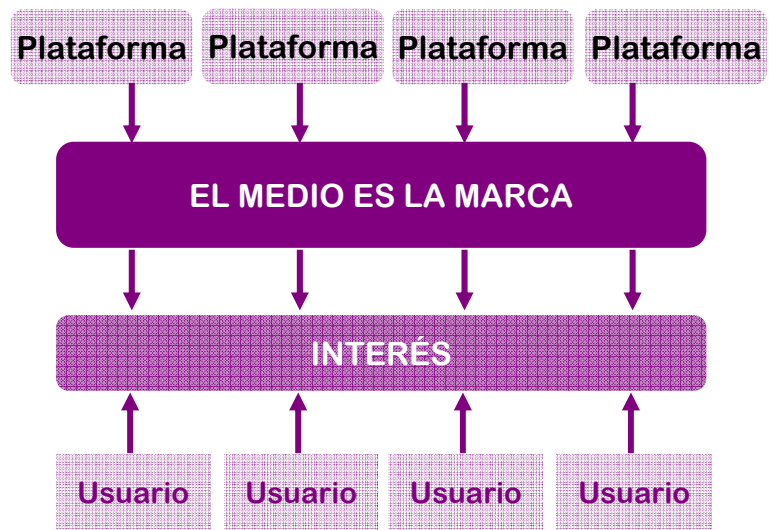 Plataforma Plataforma Plataforma Plataforma
EL MEDIO ES LA MARCA
INTERÉS
Usuario Usuario Usuario Usuario